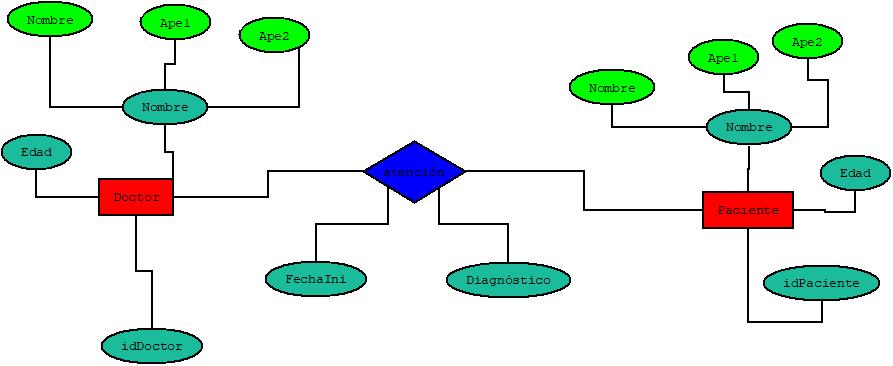 Nombre
Ape1
Ape2
Nombre
Edad
Doctor
idDoctor
atención
FechaIni
Diagnóstico
Nombre
Ape1
Ape2
Nombre
Edad
Paciente
idPaciente